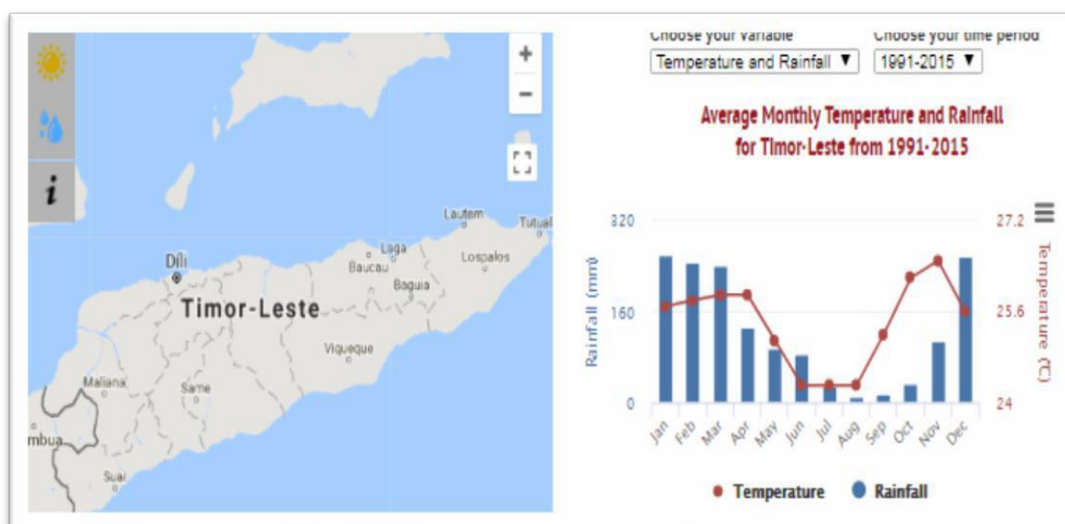 i
+
−
Lautem
Tutual
Dili
Laga
Lospalos
Baucau
Baguia
Timor-Leste
Viqueque
Maliana
Same
mbua
Suai
Choose your variable
Choose your time period
Temperature and Rainfall ▼
1991-2015 ▼
Average Monthly Temperature and Rainfall
for Timor-Leste from 1991-2015
320
160
0
Rainfall (mm)
27.2
25.6
24
Temperature (°C)
Jan
Feb
Mar
Apr
May
Jun
Jul
Aug
Sep
Oct
Nov
Dec
Temperature
Rainfall